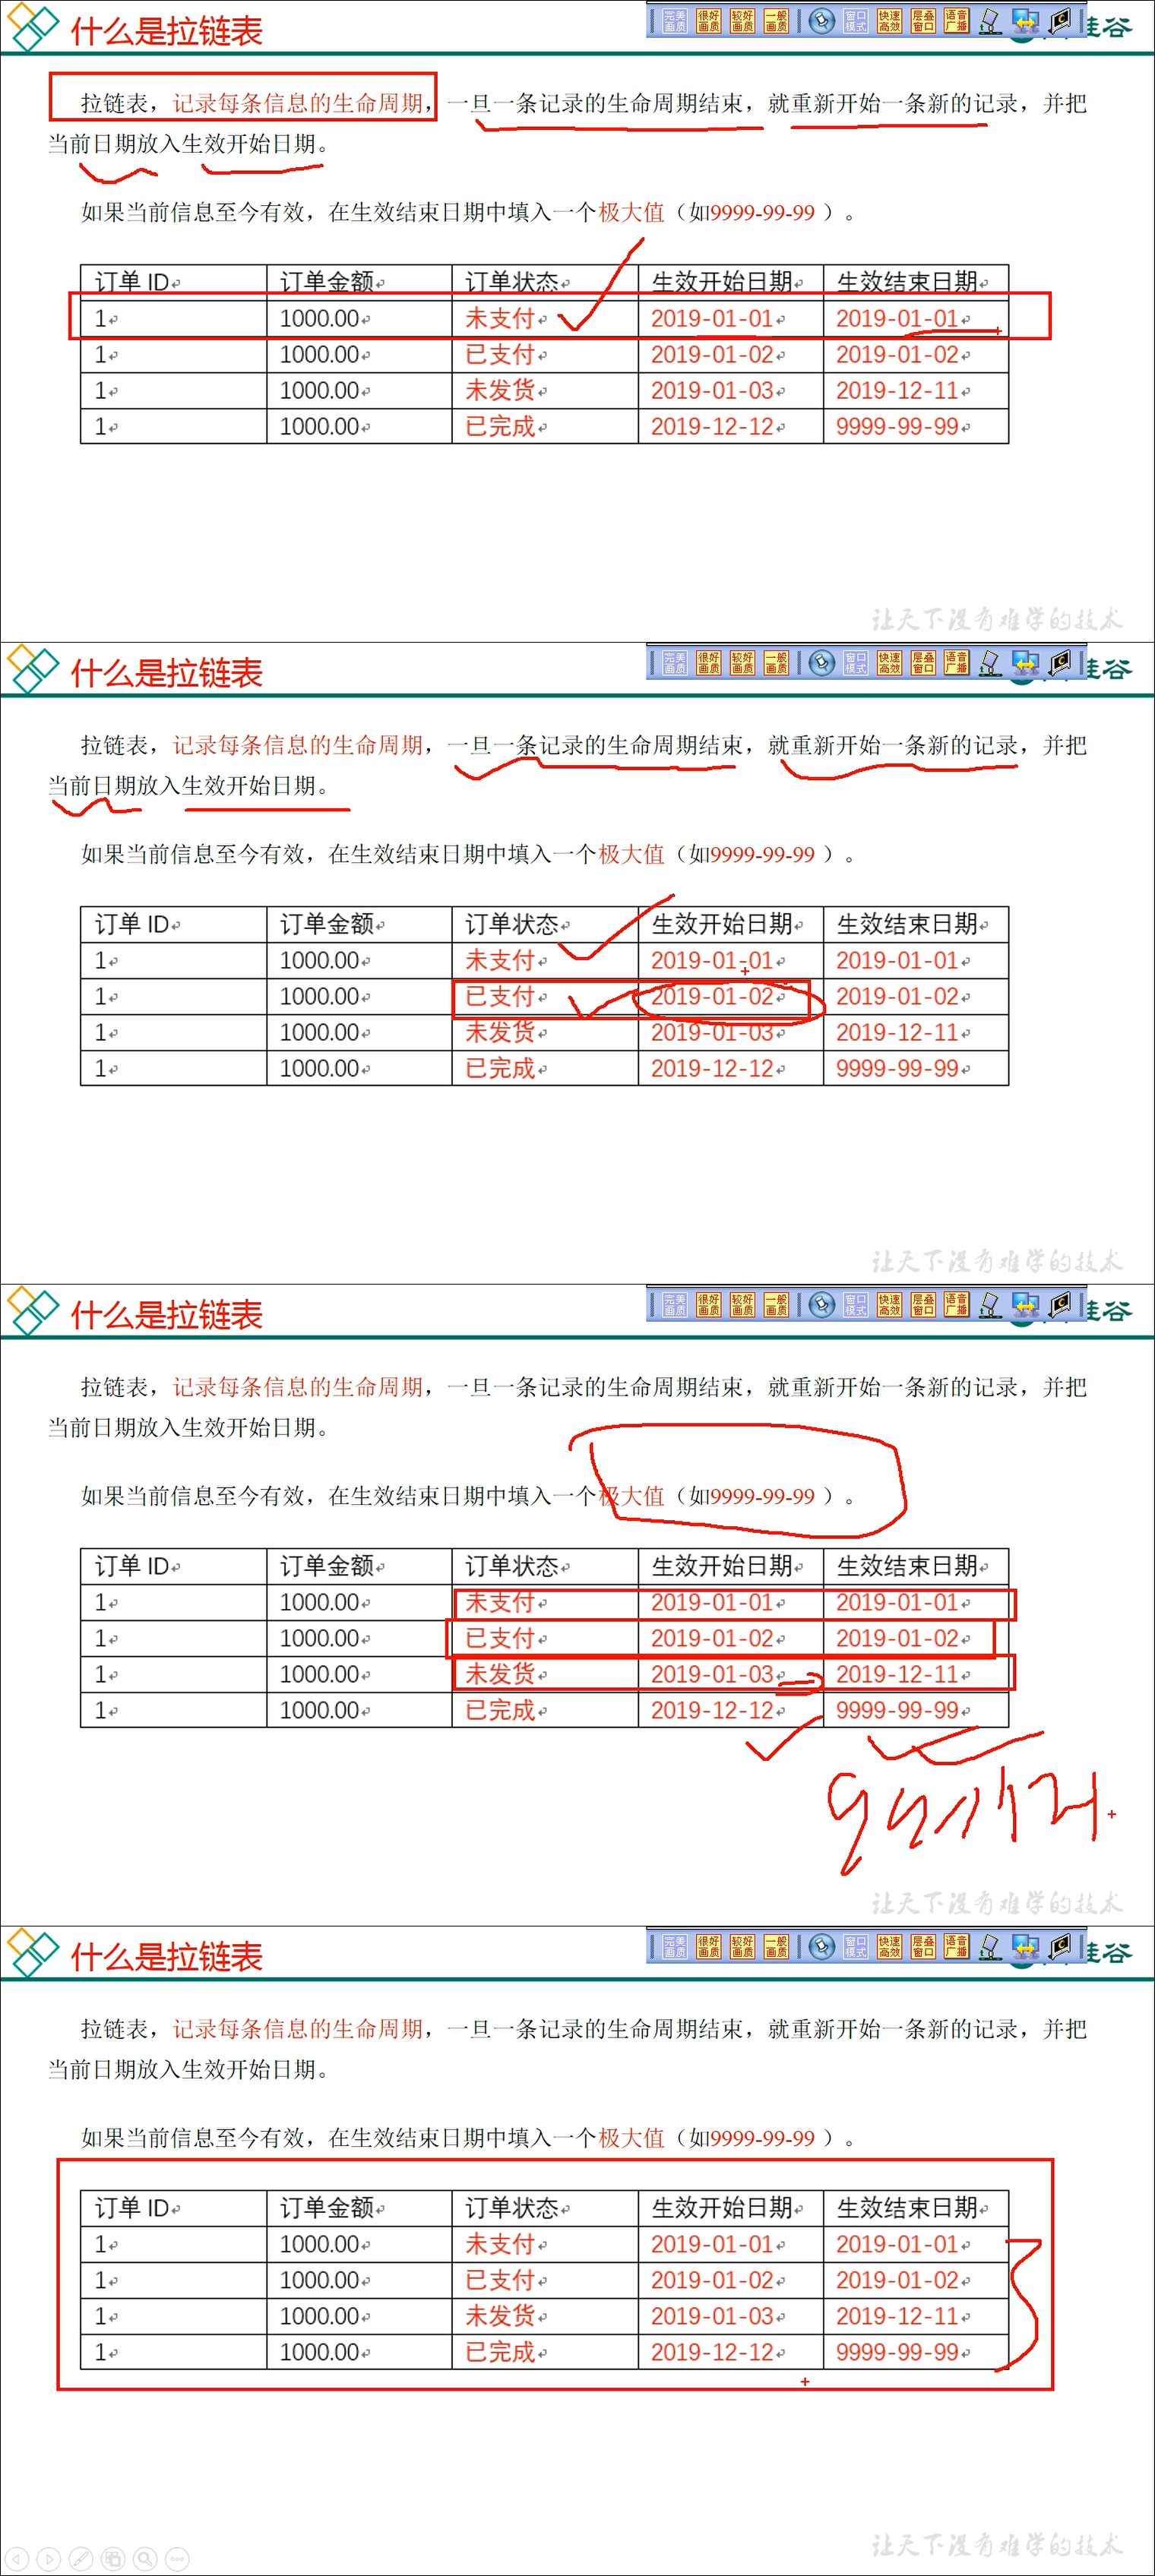 什么是拉链表
完美画质 很好画质 较好画质 一般画质 窗口模式 快速高效 层叠窗口 语音广播 硅谷
拉链表，记录每条信息的生命周期，一旦一条记录的生命周期结束，就重新开始一条新的记录，并把
当前日期放入生效开始日期。
如果当前信息至今有效，在生效结束日期中填入一个极大值（如9999-99-99 ）。
订单 ID 订单金额 订单状态 生效开始日期 生效结束日期
1 1000.00 未支付 2019-01-01 2019-01-01
1 1000.00 已支付 2019-01-02 2019-01-02
1 1000.00 未发货 2019-01-03 2019-12-11
1 1000.00 已完成 2019-12-12 9999-99-99
让天下没有难学的技术
什么是拉链表
完美画质 很好画质 较好画质 一般画质 窗口模式 快速高效 层叠窗口 语音广播 硅谷
拉链表，记录每条信息的生命周期，一旦一条记录的生命周期结束，就重新开始一条新的记录，并把
当前日期放入生效开始日期。
如果当前信息至今有效，在生效结束日期中填入一个极大值（如9999-99-99 ）。
订单 ID 订单金额 订单状态 生效开始日期 生效结束日期
1 1000.00 未支付 2019-01-01 2019-01-01
1 1000.00 已支付 2019-01-02 2019-01-02
1 1000.00 未发货 2019-01-03 2019-12-11
1 1000.00 已完成 2019-12-12 9999-99-99
让天下没有难学的技术
什么是拉链表
完美画质 很好画质 较好画质 一般画质 窗口模式 快速高效 层叠窗口 语音广播 硅谷
拉链表，记录每条信息的生命周期，一旦一条记录的生命周期结束，就重新开始一条新的记录，并把
当前日期放入生效开始日期。
如果当前信息至今有效，在生效结束日期中填入一个极大值（如9999-99-99 ）。
订单 ID 订单金额 订单状态 生效开始日期 生效结束日期
1 1000.00 未支付 2019-01-01 2019-01-01
1 1000.00 已支付 2019-01-02 2019-01-02
1 1000.00 未发货 2019-01-03 2019-12-11
1 1000.00 已完成 2019-12-12 9999-99-99
让天下没有难学的技术
什么是拉链表
完美画质 很好画质 较好画质 一般画质 窗口模式 快速高效 层叠窗口 语音广播 硅谷
拉链表，记录每条信息的生命周期，一旦一条记录的生命周期结束，就重新开始一条新的记录，并把
当前日期放入生效开始日期。
如果当前信息至今有效，在生效结束日期中填入一个极大值（如9999-99-99 ）。
订单 ID 订单金额 订单状态 生效开始日期 生效结束日期
1 1000.00 未支付 2019-01-01 2019-01-01
1 1000.00 已支付 2019-01-02 2019-01-02
1 1000.00 未发货 2019-01-03 2019-12-11
1 1000.00 已完成 2019-12-12 9999-99-99
让天下没有难学的技术